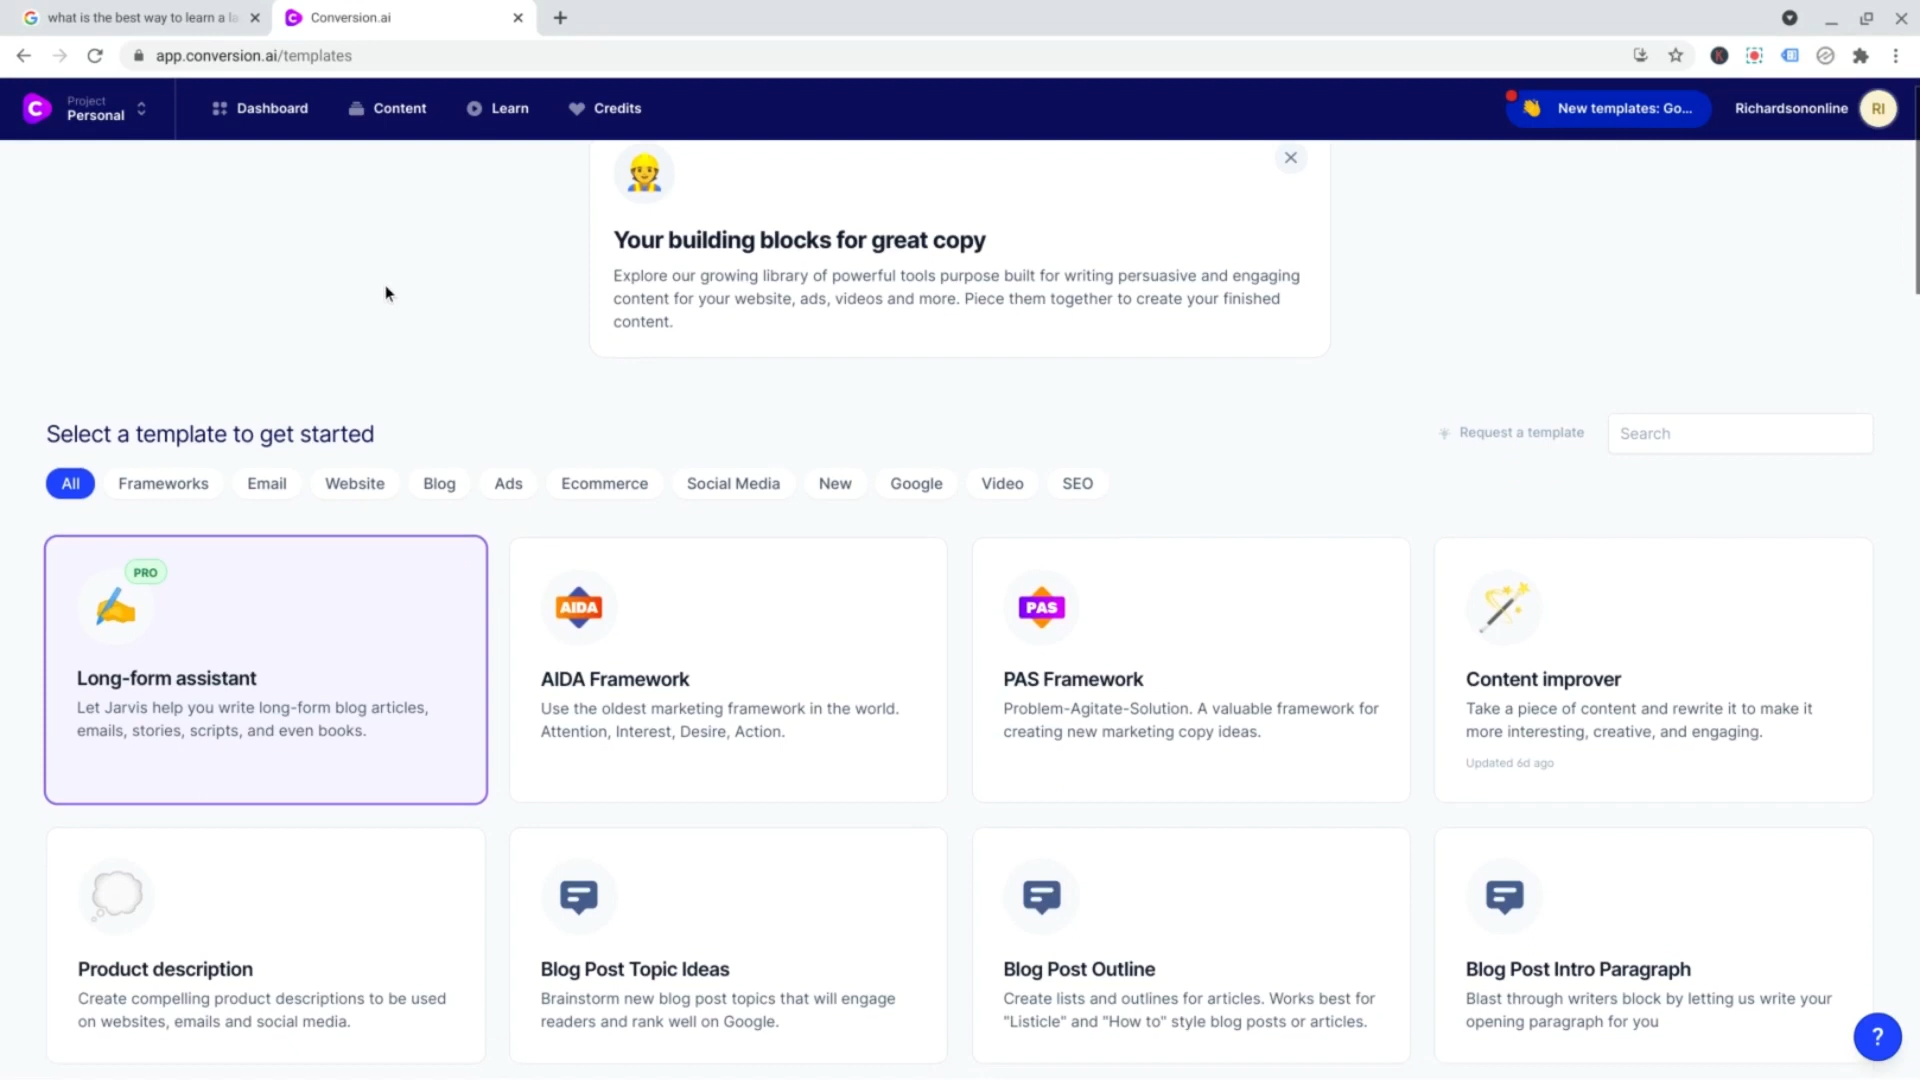 what is the best way to learn a la
Conversion.ai
app.conversion.ai/templates
Project
Personal
Dashboard
Content
Learn
Credits
New templates: Go...
Richardsononline
RI
Your building blocks for great copy
Explore our growing library of powerful tools purpose built for writing persuasive and engaging
content for your website, ads, videos and more. Piece them together to create your finished
content.
Select a template to get started
Request a template
Search
All
Frameworks
Email
Website
Blog
Ads
Ecommerce
Social Media
New
Google
Video
SEO
PRO
Long-form assistant
Let Jarvis help you write long-form blog articles,
emails, stories, scripts, and even books.
AIDA
AIDA Framework
Use the oldest marketing framework in the world.
Attention, Interest, Desire, Action.
PAS
PAS Framework
Problem-Agitate-Solution. A valuable framework for
creating new marketing copy ideas.
Content improver
Take a piece of content and rewrite it to make it
more interesting, creative, and engaging.
Updated 6d ago
Product description
Create compelling product descriptions to be used
on websites, emails and social media.
Blog Post Topic Ideas
Brainstorm new blog post topics that will engage
readers and rank well on Google.
Blog Post Outline
Create lists and outlines for articles. Works best for
"Listicle" and "How to" style blog posts or articles.
Blog Post Intro Paragraph
Blast through writers block by letting us write your
opening paragraph for you
?